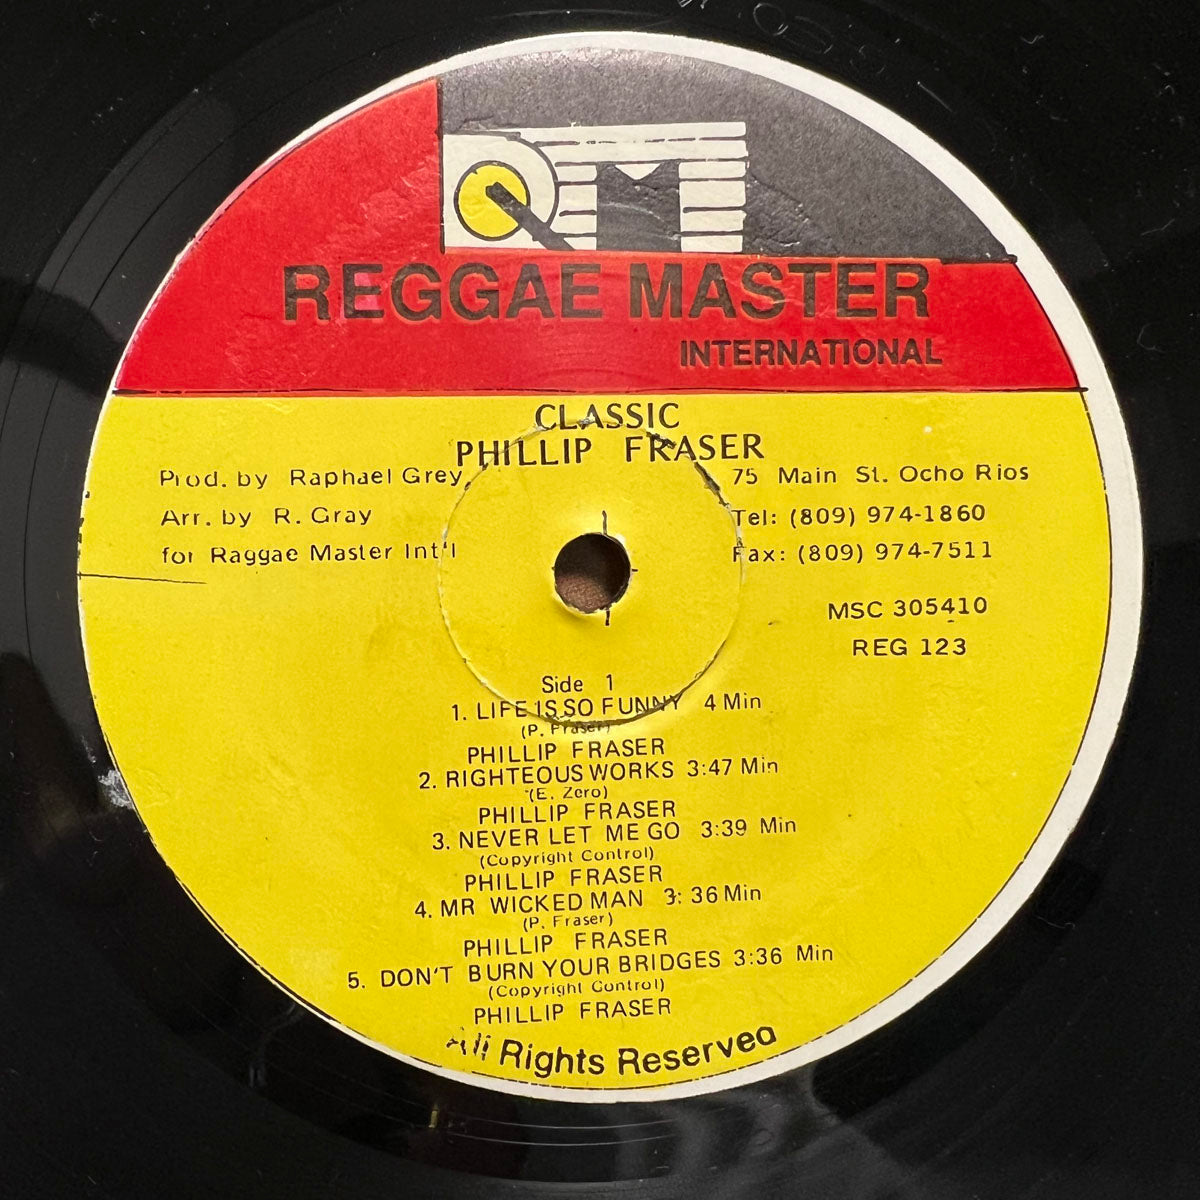 RM
REGGAE MASTER
INTERNATIONAL
CLASSIC
PHILLIP FRASER
Prod. by Raphael Grey
Arr. by R. Gray
for Raggae Master Int'l
75 Main St. Ocho Rios
Tel: (809) 974-1860
Fax: (809) 974-7511
MSC 305410
REG 123
Side 1
1. LIFE IS SO FUNNY 4 Min
(P. Fraser)
PHILLIP FRASER
2. RIGHTEOUS WORKS 3:47 Min
(E. Zero)
PHILLIP FRASER
3. NEVER LET ME GO 3:39 Min
(Copyright Control)
PHILLIP FRASER
4. MR WICKED MAN 3: 36 Min
(P. Fraser)
PHILLIP FRASER
5. DON'T BURN YOUR BRIDGES 3:36 Min
(Copyright Control)
PHILLIP FRASER
All Rights Reserved